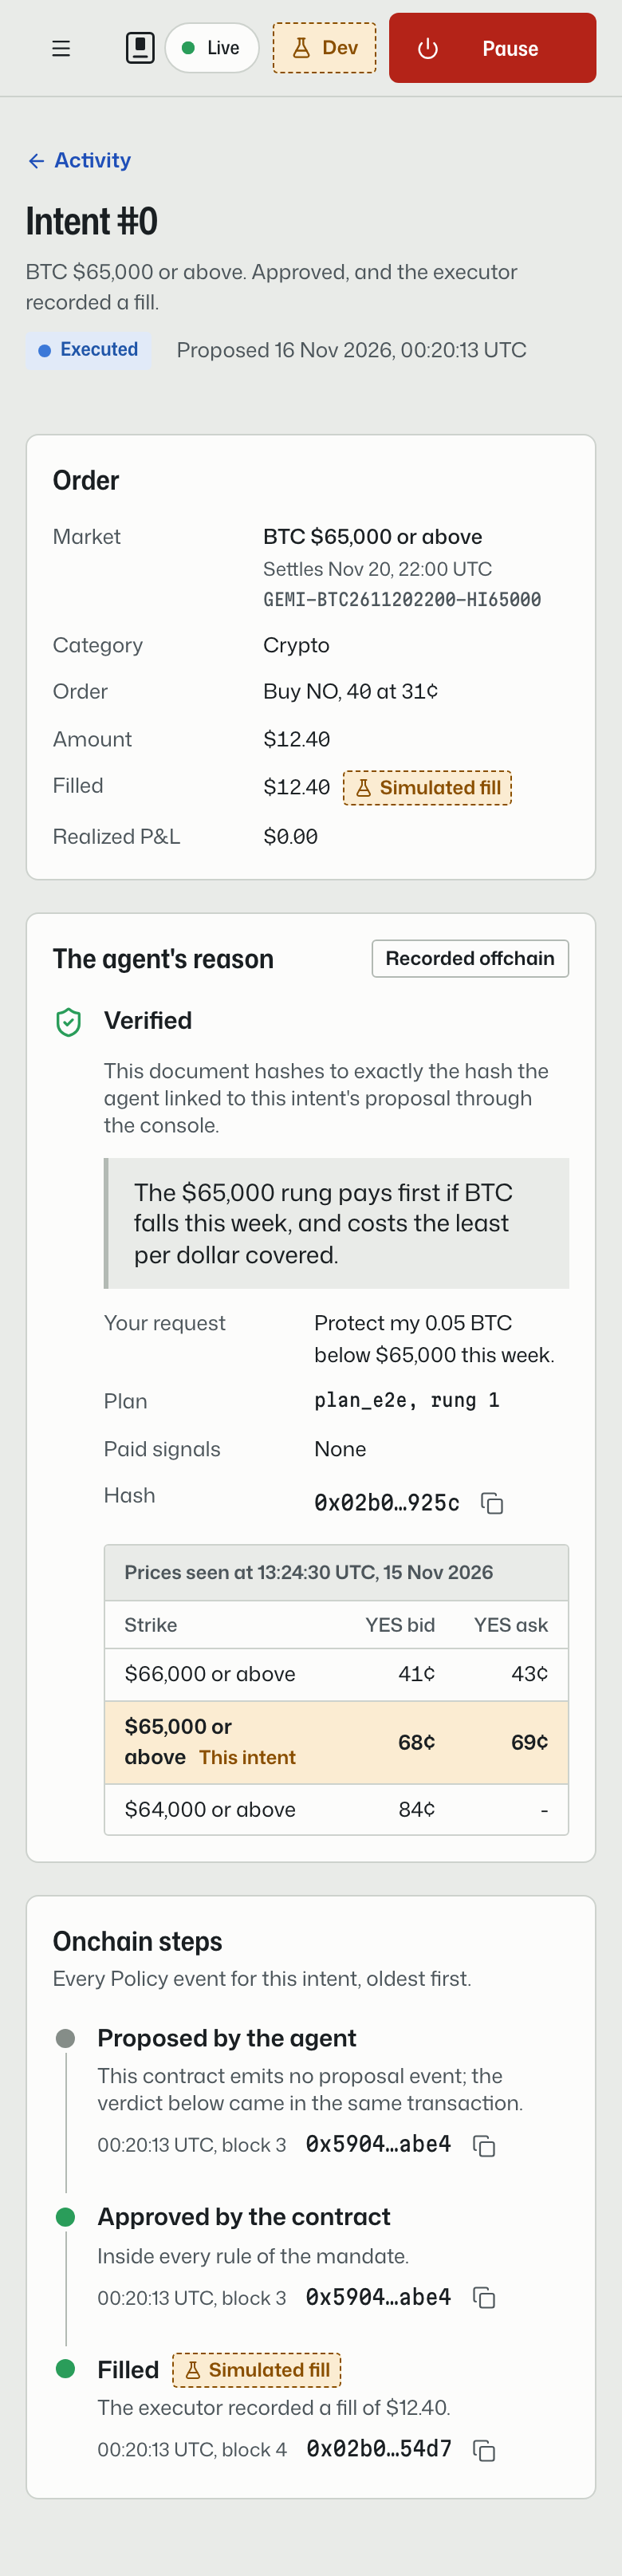 Live
Dev
Pause
← Activity
Intent #0
BTC $65,000 or above. Approved, and the executor
recorded a fill.
Executed
Proposed 16 Nov 2026, 00:20:13 UTC
Order
Market
BTC $65,000 or above
Settles Nov 20, 22:00 UTC
GEMI-BTC2611202200-HI65000
Category
Crypto
Order
Buy NO, 40 at 31¢
Amount
$12.40
Filled
$12.40
Simulated fill
Realized P&L
$0.00
The agent's reason
Recorded offchain
Verified
This document hashes to exactly the hash the
agent linked to this intent's proposal through
the console.
The $65,000 rung pays first if BTC
falls this week, and costs the least
per dollar covered.
Your request
Protect my 0.05 BTC
below $65,000 this week.
Plan
plan_e2e, rung 1
Paid signals
None
Hash
0x02b0…925c
Prices seen at 13:24:30 UTC, 15 Nov 2026
Strike YES bid YES ask
$66,000 or above 41¢ 43¢
$65,000 or
above This intent 68¢ 69¢
$64,000 or above 84¢ -
Onchain steps
Every Policy event for this intent, oldest first.
Proposed by the agent
This contract emits no proposal event; the
verdict below came in the same transaction.
00:20:13 UTC, block 3 0x5904…abe4
Approved by the contract
Inside every rule of the mandate.
00:20:13 UTC, block 3 0x5904…abe4
Filled Simulated fill
The executor recorded a fill of $12.40.
00:20:13 UTC, block 4 0x02b0…54d7